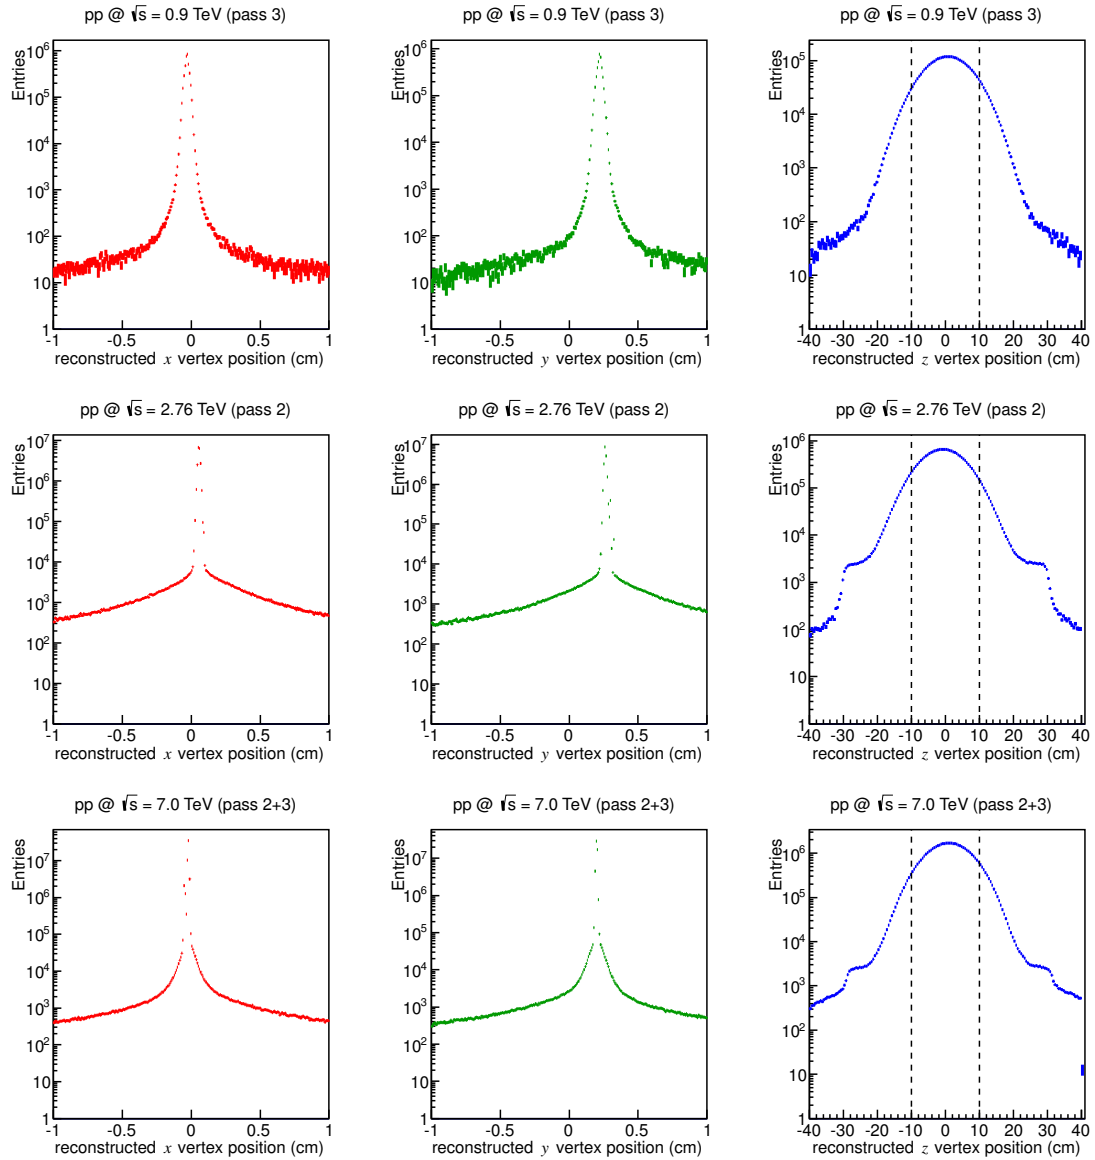 pp @ √s = 0.9 TeV (pass 3)
Entries
10⁶
10⁵
10⁴
10³
10²
10
1
-1 -0.5 0 0.5 1
reconstructed x vertex position (cm)
pp @ √s = 0.9 TeV (pass 3)
Entries
10⁶
10⁵
10⁴
10³
10²
10
1
-1 -0.5 0 0.5 1
reconstructed y vertex position (cm)
pp @ √s = 0.9 TeV (pass 3)
Entries
10⁵
10⁴
10³
10²
10
1
-40 -30 -20 -10 0 10 20 30 40
reconstructed z vertex position (cm)
pp @ √s = 2.76 TeV (pass 2)
Entries
10⁷
10⁶
10⁵
10⁴
10³
10²
10
1
-1 -0.5 0 0.5 1
reconstructed x vertex position (cm)
pp @ √s = 2.76 TeV (pass 2)
Entries
10⁷
10⁶
10⁵
10⁴
10³
10²
10
1
-1 -0.5 0 0.5 1
reconstructed y vertex position (cm)
pp @ √s = 2.76 TeV (pass 2)
Entries
10⁶
10⁵
10⁴
10³
10²
10
1
-40 -30 -20 -10 0 10 20 30 40
reconstructed z vertex position (cm)
pp @ √s = 7.0 TeV (pass 2+3)
Entries
10⁷
10⁶
10⁵
10⁴
10³
10²
10
1
-1 -0.5 0 0.5 1
reconstructed x vertex position (cm)
pp @ √s = 7.0 TeV (pass 2+3)
Entries
10⁷
10⁶
10⁵
10⁴
10³
10²
10
1
-1 -0.5 0 0.5 1
reconstructed y vertex position (cm)
pp @ √s = 7.0 TeV (pass 2+3)
Entries
10⁶
10⁵
10⁴
10³
10²
10
1
-40 -30 -20 -10 0 10 20 30 40
reconstructed z vertex position (cm)